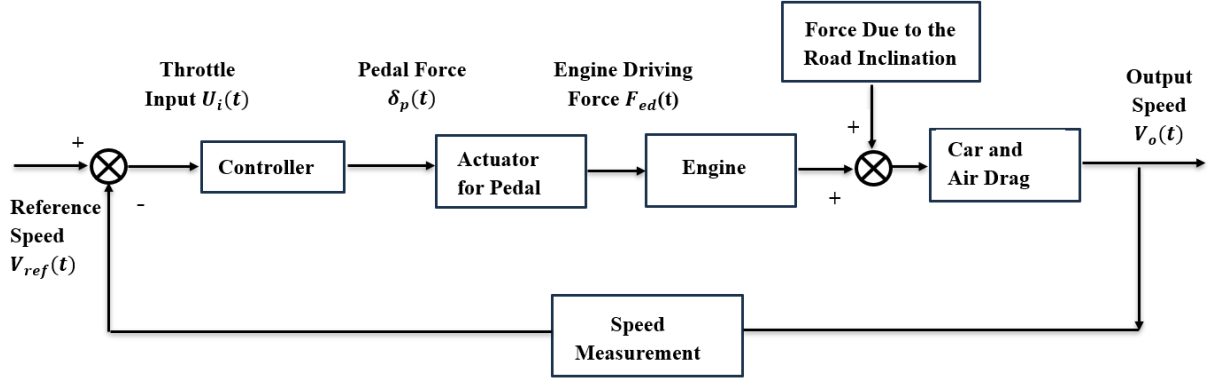 Force Due to the
Road Inclination
Throttle
Input U_i(t)
Pedal Force
δ_p(t)
Engine Driving
Force F_ed(t)
Output
Speed
V_o(t)
+
+
Controller
Actuator
for Pedal
Engine
Car and
Air Drag
-
+
Reference
Speed
V_ref(t)
Speed
Measurement